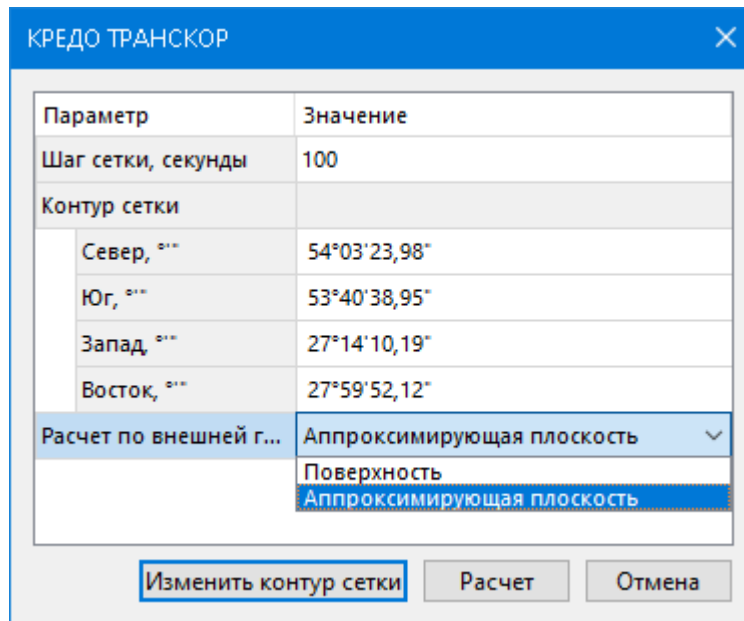 КРЕДО ТРАНСКОР
Параметр Значение
Шаг сетки, секунды 100
Контур сетки
Север, °'" 54°03'23,98"
Юг, °'" 53°40'38,95"
Запад, °'" 27°14'10,19"
Восток, °'" 27°59'52,12"
Расчет по внешней г... Аппроксимирующая плоскость
Поверхность
Аппроксимирующая плоскость
Изменить контур сетки Расчет Отмена